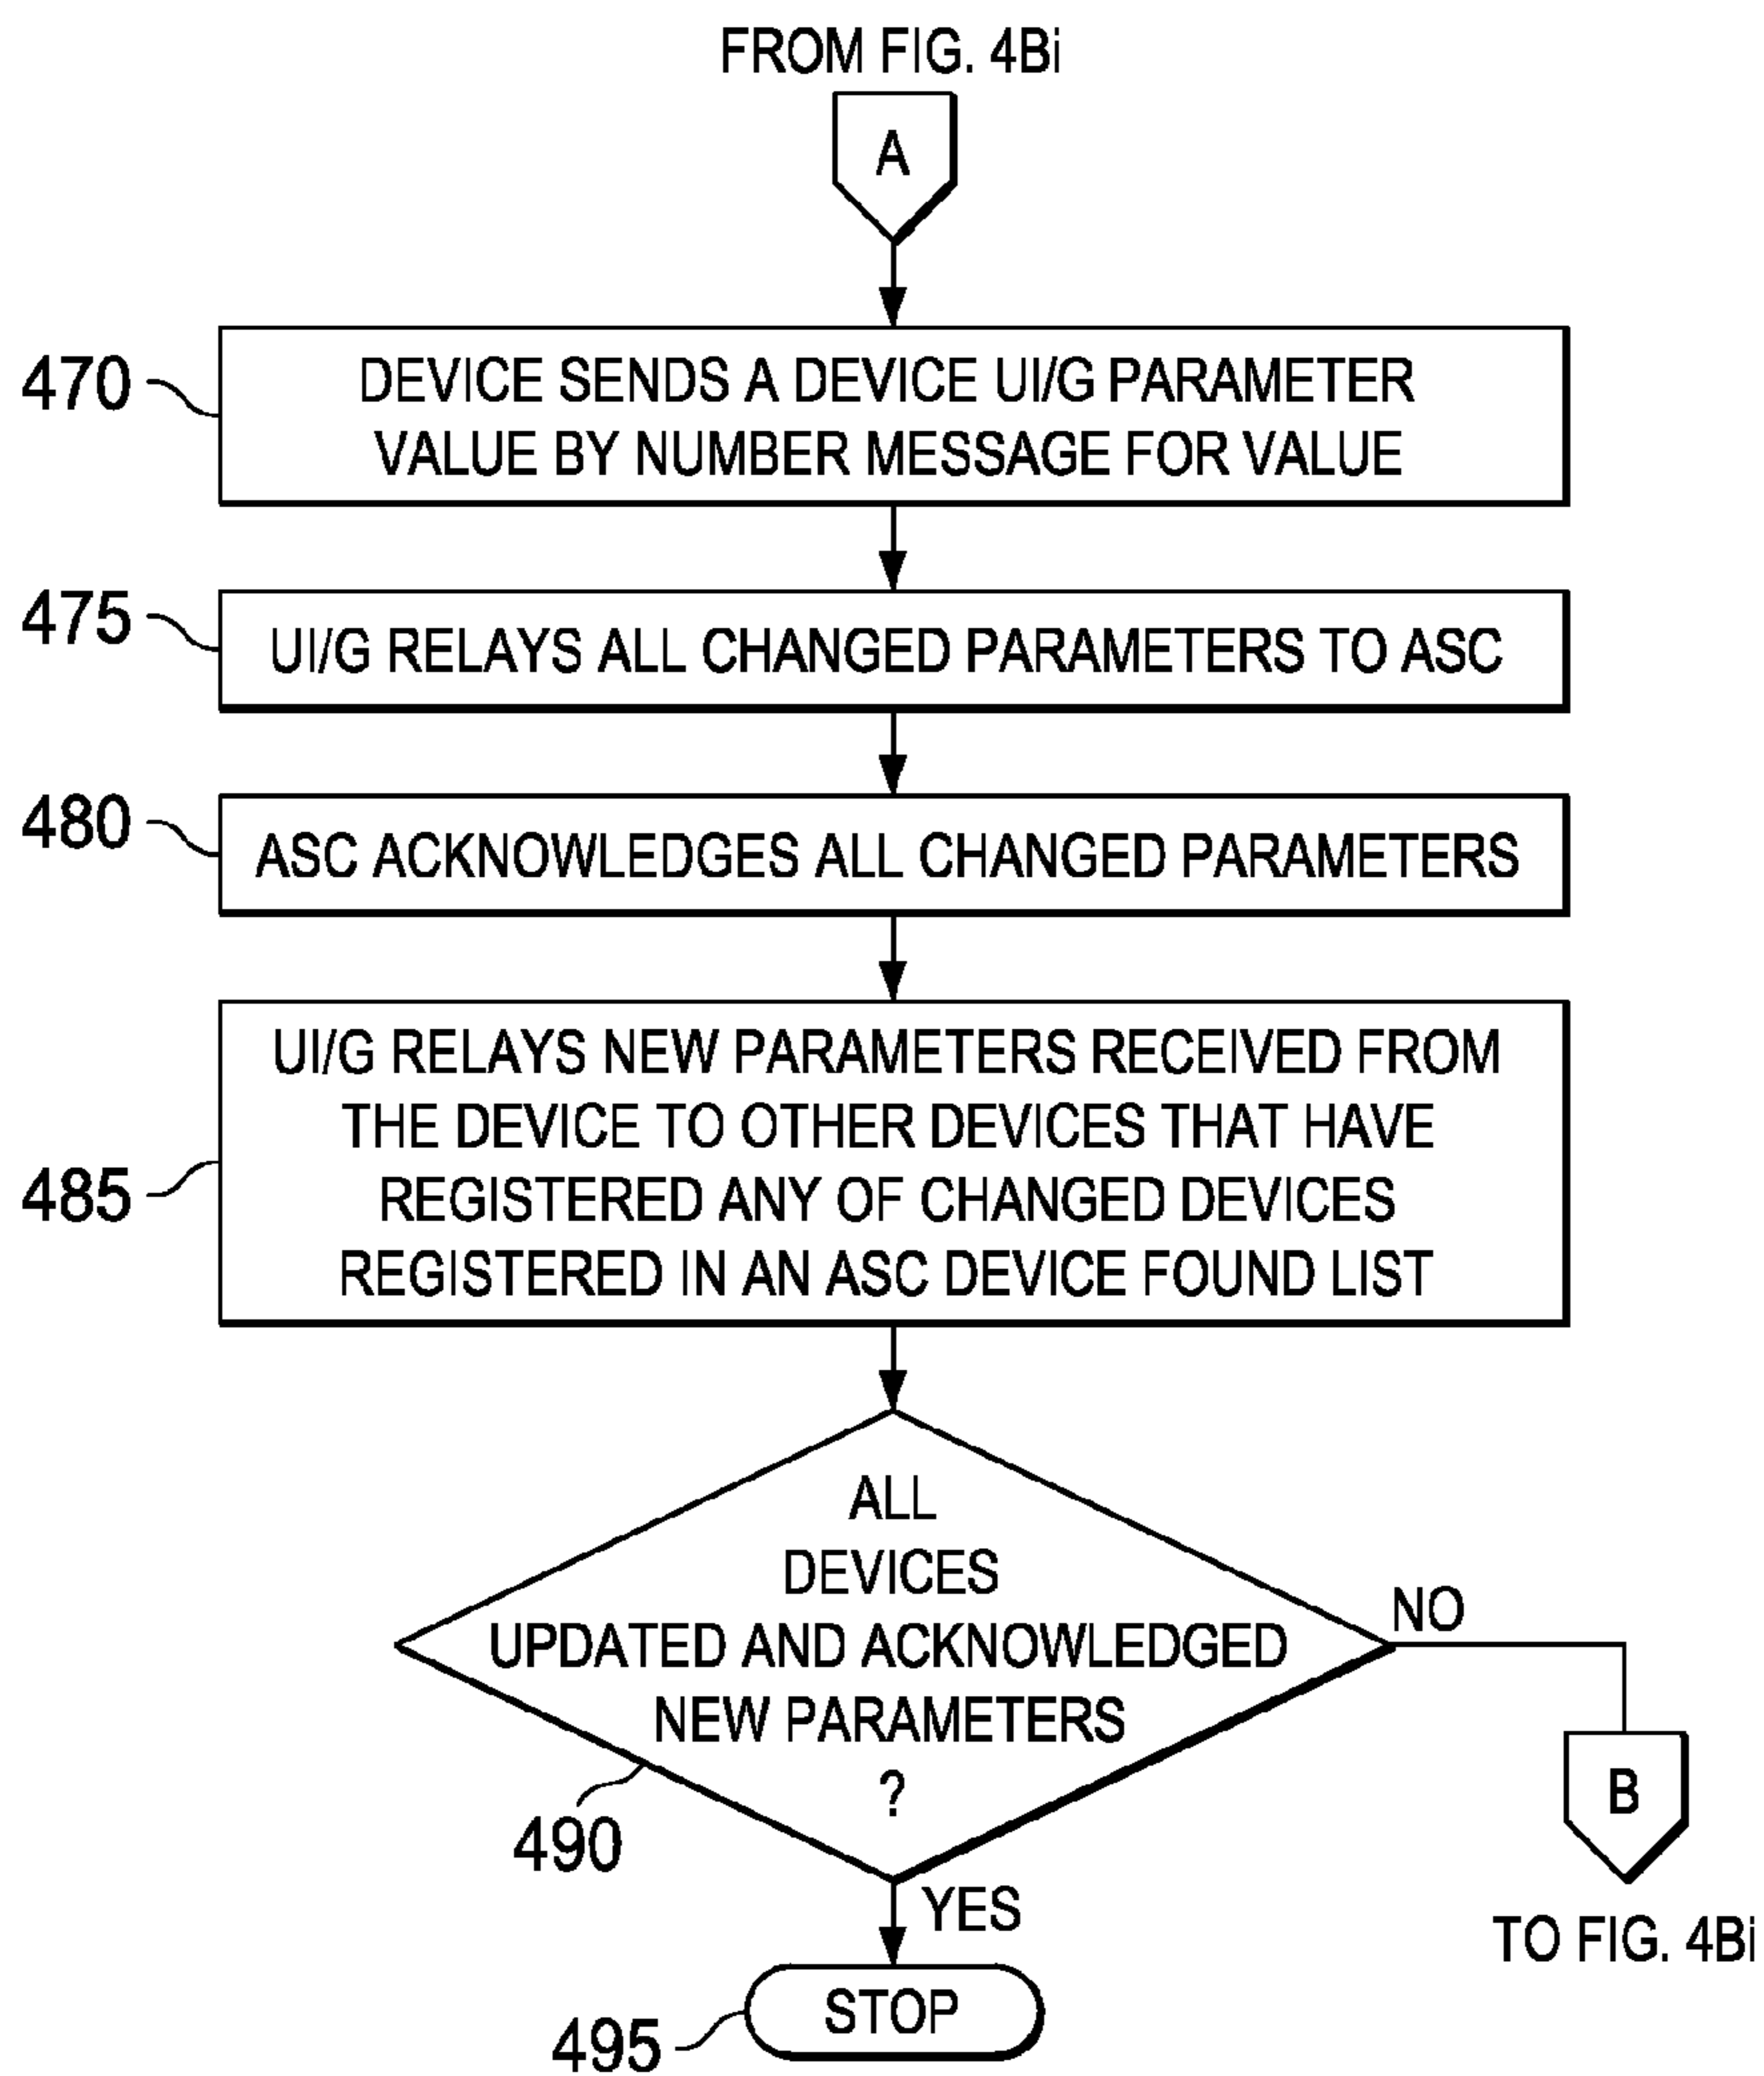 FROM FIG. 4Bi
A
470
DEVICE SENDS A DEVICE UI/G PARAMETER
VALUE BY NUMBER MESSAGE FOR VALUE
475
UI/G RELAYS ALL CHANGED PARAMETERS TO ASC
480
ASC ACKNOWLEDGES ALL CHANGED PARAMETERS
485
UI/G RELAYS NEW PARAMETERS RECEIVED FROM
THE DEVICE TO OTHER DEVICES THAT HAVE
REGISTERED ANY OF CHANGED DEVICES
REGISTERED IN AN ASC DEVICE FOUND LIST
ALL
DEVICES
UPDATED AND ACKNOWLEDGED
NEW PARAMETERS
?
490
NO
B
TO FIG. 4Bi
YES
STOP
495